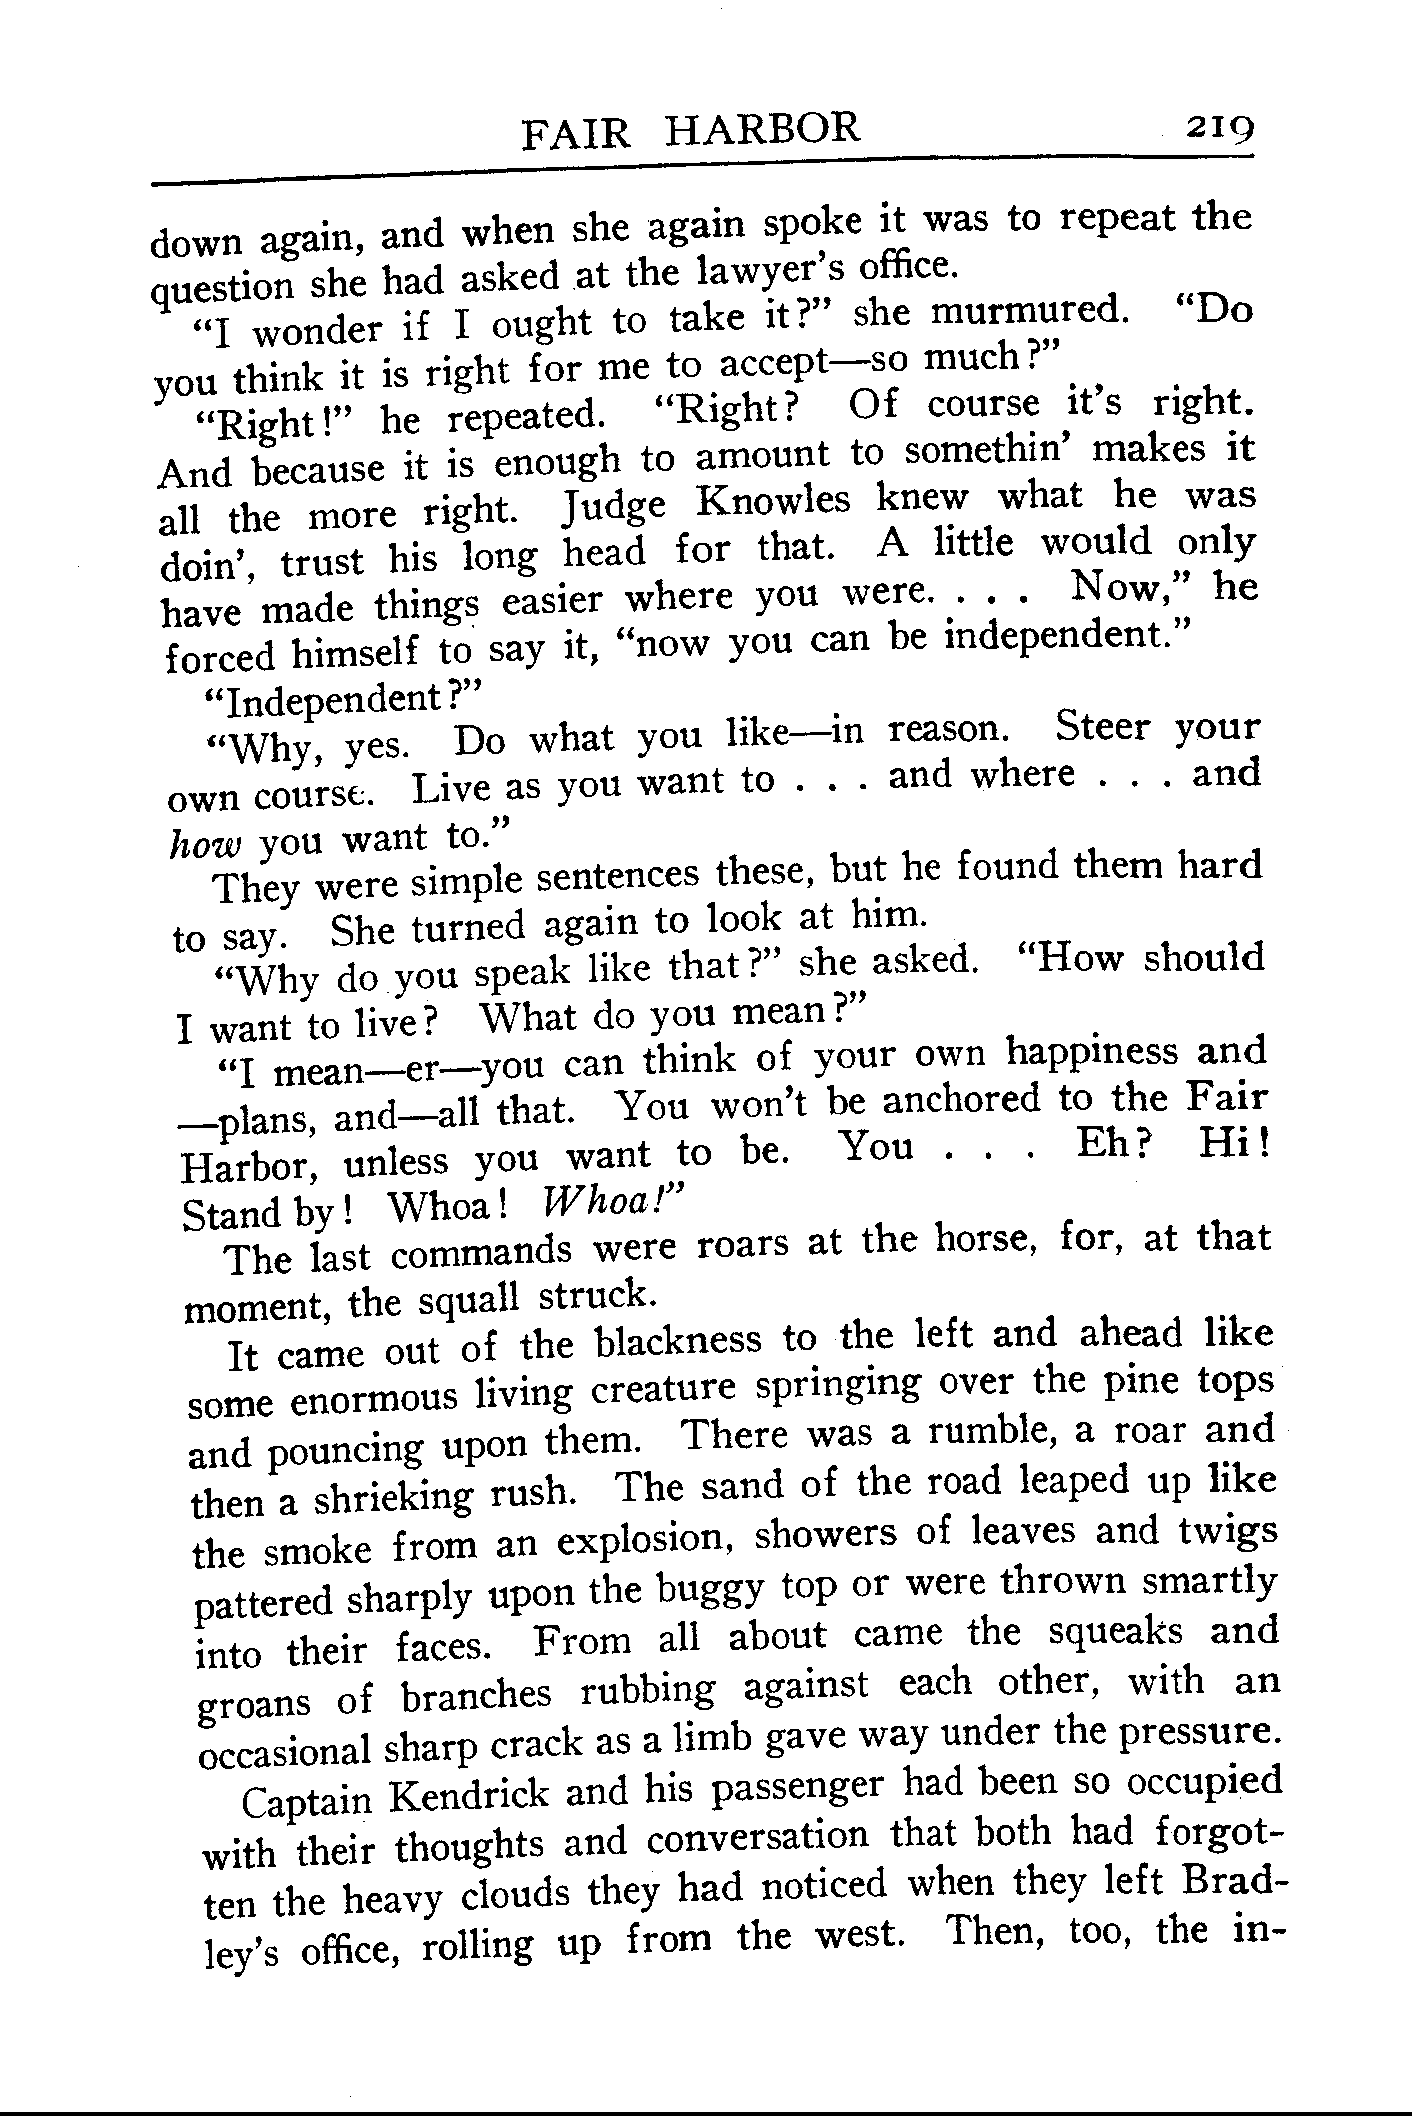 FAIR HARBOR 219
down again, and when she again spoke it was to repeat the
question she had asked at the lawyer's office.
“I wonder if I ought to take it?” she murmured. “Do
you think it is right for me to accept—so much?”
“Right!” he repeated. “Right? Of course it's right.
And because it is enough to amount to somethin' makes it
all the more right. Judge Knowles knew what he was
doin', trust his long head for that. A little would only
have made things easier where you were. . . . Now,” he
forced himself to say it, “now you can be independent.”
“Independent?”
“Why, yes. Do what you like—in reason. Steer your
own course. Live as you want to . . . and where . . . and
how you want to.”
They were simple sentences these, but he found them hard
to say. She turned again to look at him.
“Why do you speak like that?” she asked. “How should
I want to live? What do you mean?”
“I mean—er—you can think of your own happiness and
—plans, and—all that. You won't be anchored to the Fair
Harbor, unless you want to be. You . . . Eh? Hi!
Stand by! Whoa! Whoa!”
The last commands were roars at the horse, for, at that
moment, the squall struck.
It came out of the blackness to the left and ahead like
some enormous living creature springing over the pine tops
and pouncing upon them. There was a rumble, a roar and
then a shrieking rush. The sand of the road leaped up like
the smoke from an explosion, showers of leaves and twigs
pattered sharply upon the buggy top or were thrown smartly
into their faces. From all about came the squeaks and
groans of branches rubbing against each other, with an
occasional sharp crack as a limb gave way under the pressure.
Captain Kendrick and his passenger had been so occupied
with their thoughts and conversation that both had forgot-
ten the heavy clouds they had noticed when they left Brad-
ley's office, rolling up from the west. Then, too, the in-